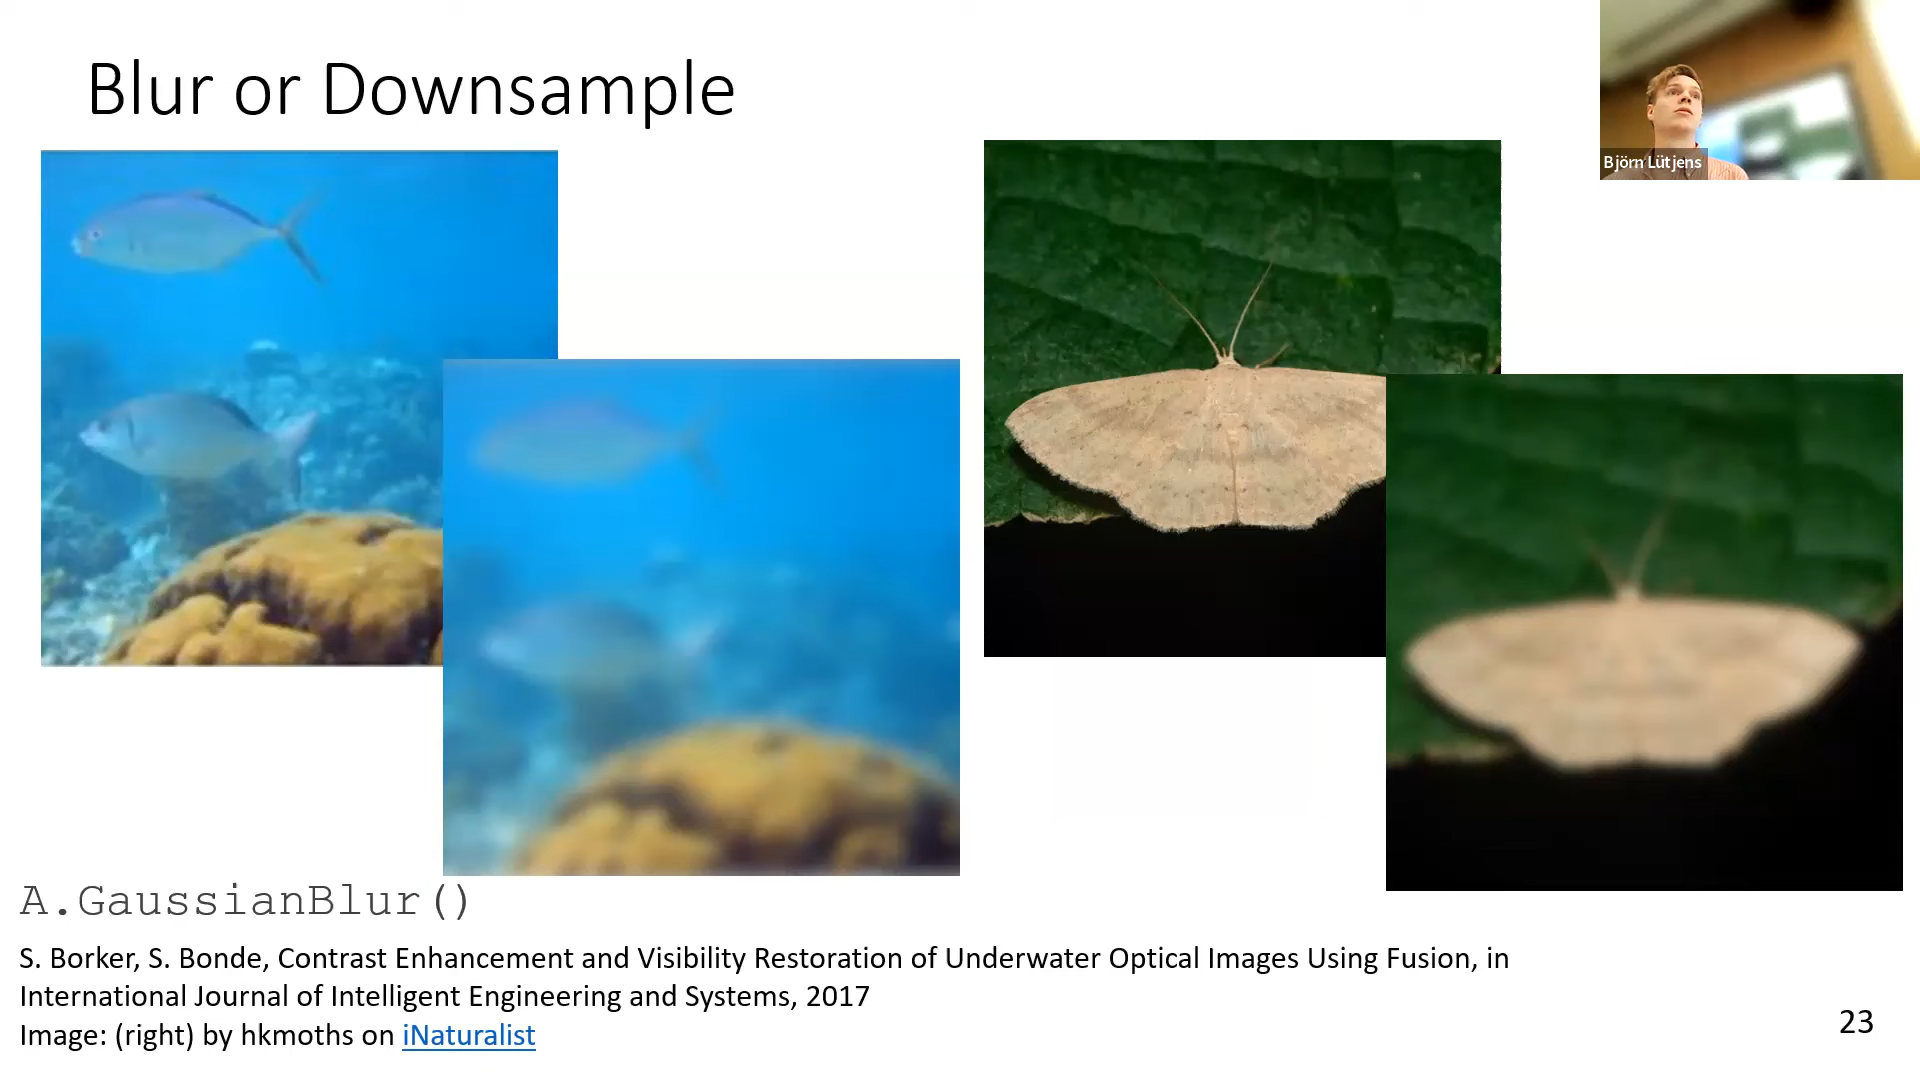 Blur or Downsample
Björn Lütjens
A.GaussianBlur()
S. Borker, S. Bonde, Contrast Enhancement and Visibility Restoration of Underwater Optical Images Using Fusion, in
International Journal of Intelligent Engineering and Systems, 2017
Image: (right) by hkmoths on iNaturalist
23